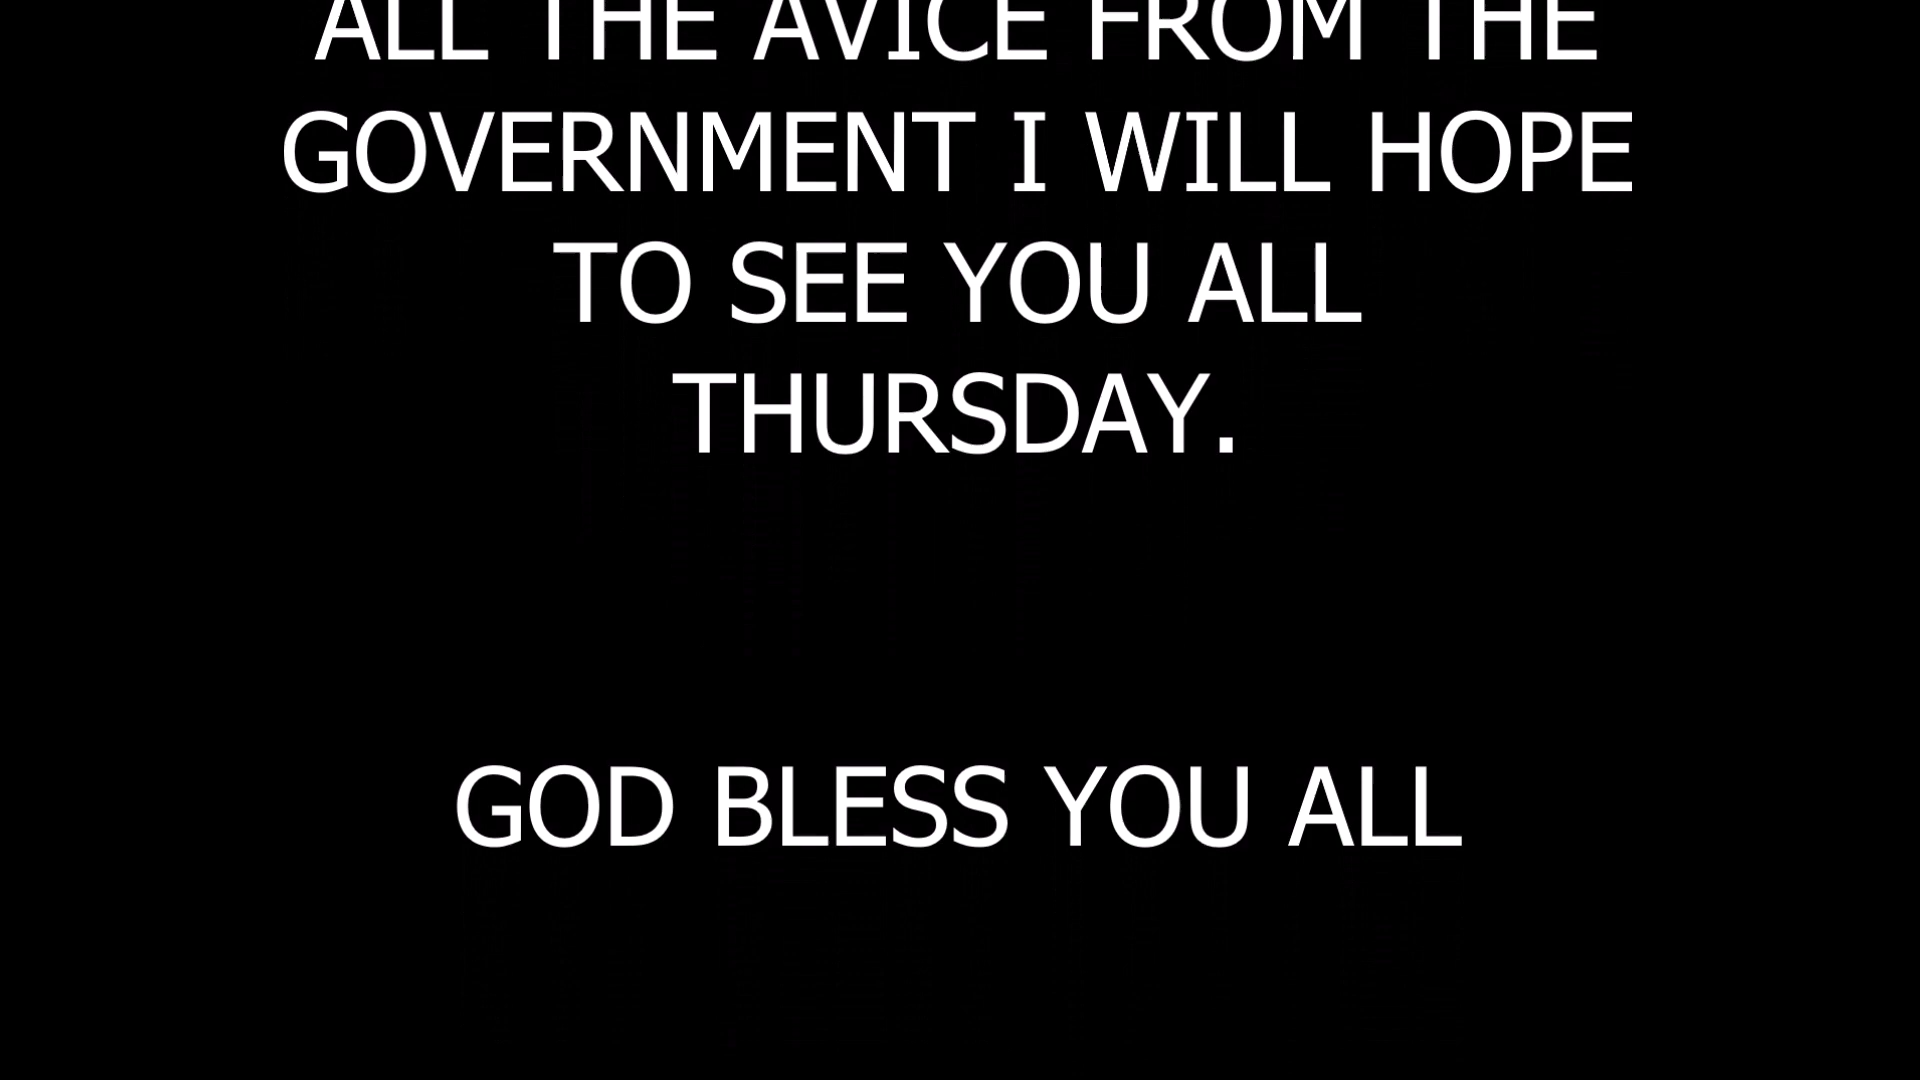 ALL THE AVICE FROM THE
GOVERNMENT I WILL HOPE
TO SEE YOU ALL
THURSDAY.
GOD BLESS YOU ALL